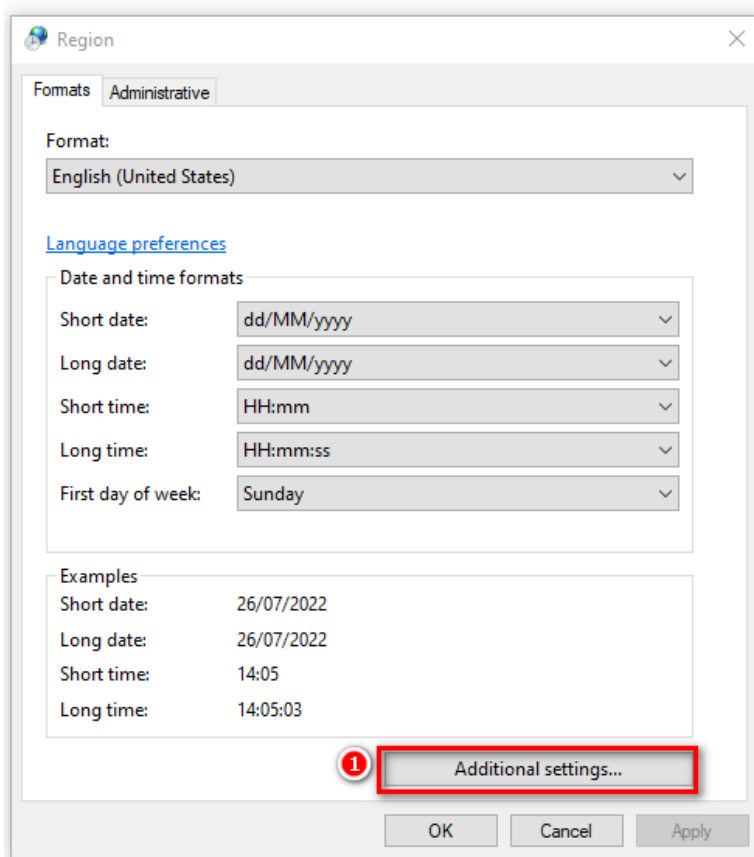 Region
Formats Administrative
Format:
English (United States)
Language preferences
Date and time formats
Short date: dd/MM/yyyy
Long date: dd/MM/yyyy
Short time: HH:mm
Long time: HH:mm:ss
First day of week: Sunday
Examples
Short date: 26/07/2022
Long date: 26/07/2022
Short time: 14:05
Long time: 14:05:03
1 Additional settings...
OK Cancel Apply